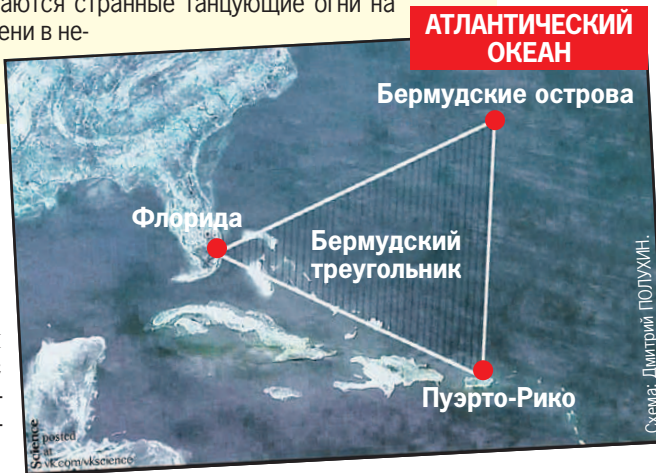 аются странные танцующие огни на
ени в не-
АТЛАНТИЧЕСКИЙ
ОКЕАН
Бермудские острова
Флорида
Бермудский
треугольник
Пуэрто-Рико
Схема: Дмитрий ПОЛУХИН.
Science
posted
at
vk.com/vkscience